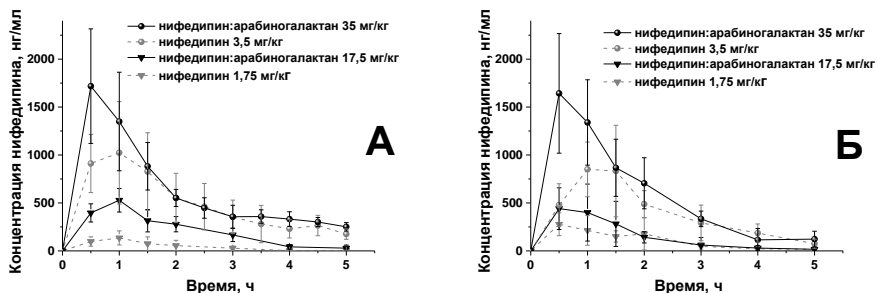 А
нифедипин:арабиногалактан 35 мг/кг
нифедипин 3,5 мг/кг
нифедипин:арабиногалактан 17,5 мг/кг
нифедипин 1,75 мг/кг
Концентрация нифедипина, нг/мл
2000
1500
1000
500
0
0 1 2 3 4 5
Время, ч
Б
нифедипин:арабиногалактан 35 мг/кг
нифедипин 3,5 мг/кг
нифедипин:арабиногалактан 17,5 мг/кг
нифедипин 1,75 мг/кг
Концентрация нифедипина, нг/мл
2000
1500
1000
500
0
0 1 2 3 4 5
Время, ч